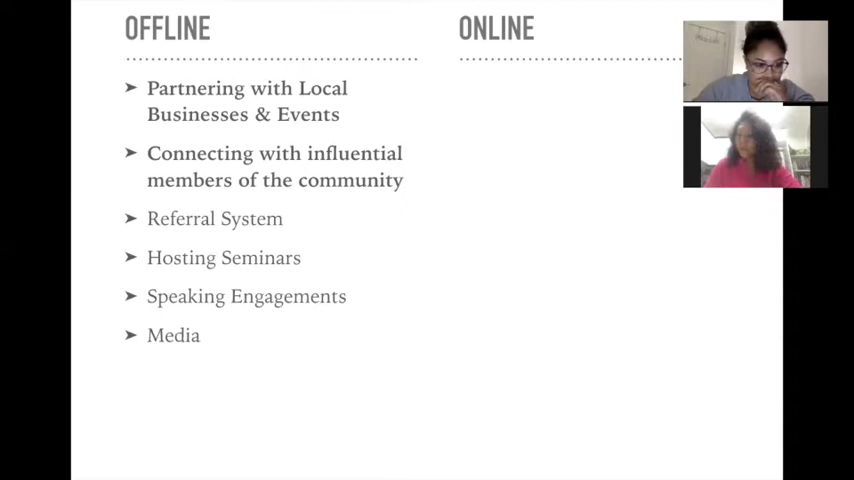 OFFLINE
ONLINE
➤ Partnering with Local
Businesses & Events
➤ Connecting with influential
members of the community
➤ Referral System
➤ Hosting Seminars
➤ Speaking Engagements
➤ Media